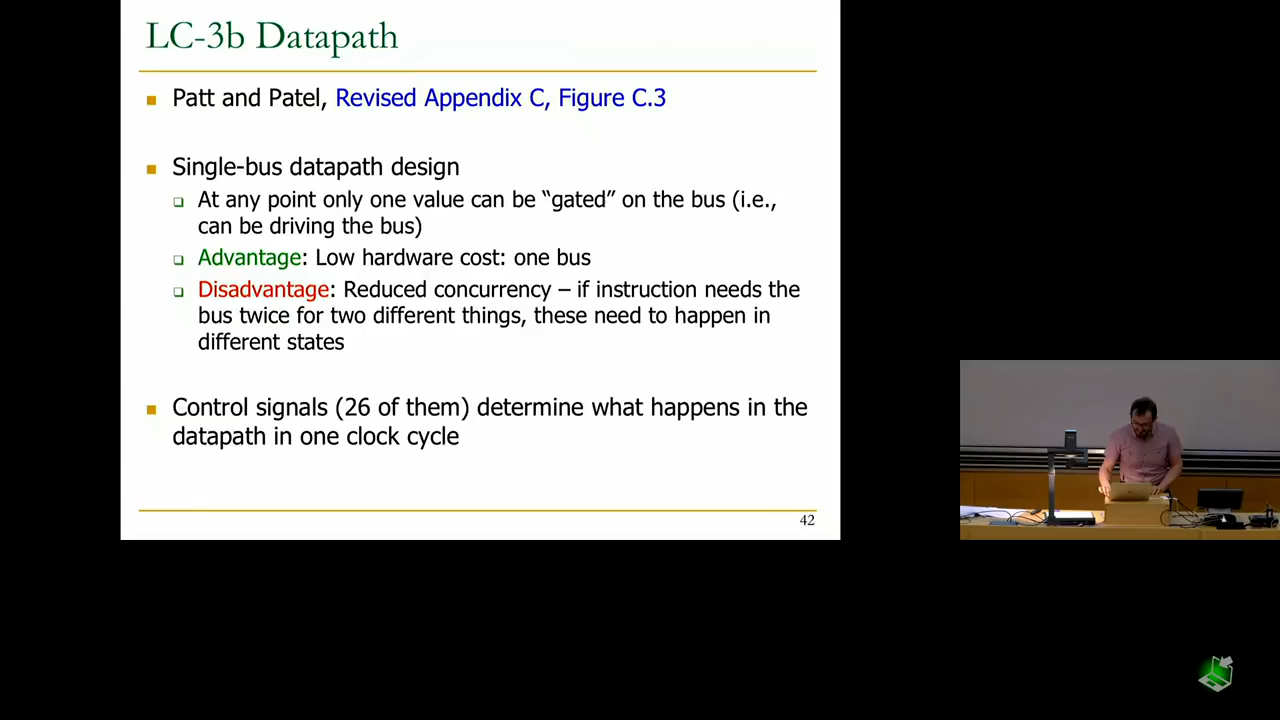 LC-3b Datapath
Patt and Patel, Revised Appendix C, Figure C.3
Single-bus datapath design
At any point only one value can be “gated” on the bus (i.e.,
can be driving the bus)
Advantage: Low hardware cost: one bus
Disadvantage: Reduced concurrency – if instruction needs the
bus twice for two different things, these need to happen in
different states
Control signals (26 of them) determine what happens in the
datapath in one clock cycle
42